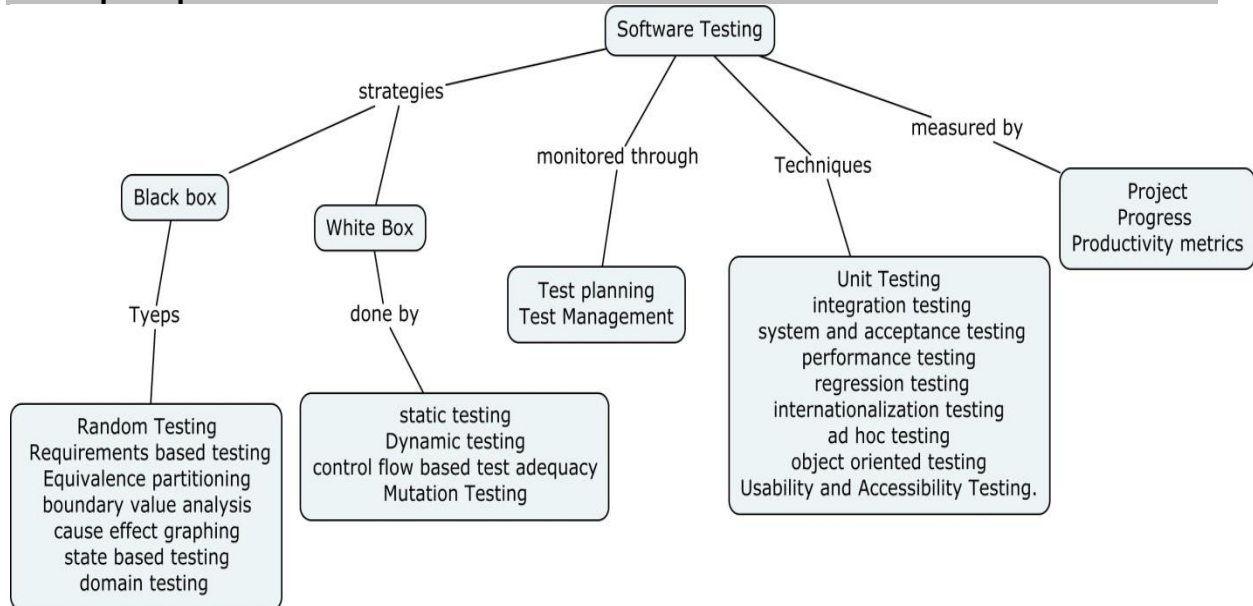 Software Testing
strategies
measured by
monitored through
Techniques
Black box
White Box
Project
Progress
Productivity metrics
Test planning
Test Management
Tyeps
done by
Unit Testing
integration testing
system and acceptance testing
performance testing
regression testing
internationalization testing
ad hoc testing
object oriented testing
Usability and Accessibility Testing.
Random Testing
Requirements based testing
Equivalence partitioning
boundary value analysis
cause effect graphing
state based testing
domain testing
static testing
Dynamic testing
control flow based test adequacy
Mutation Testing